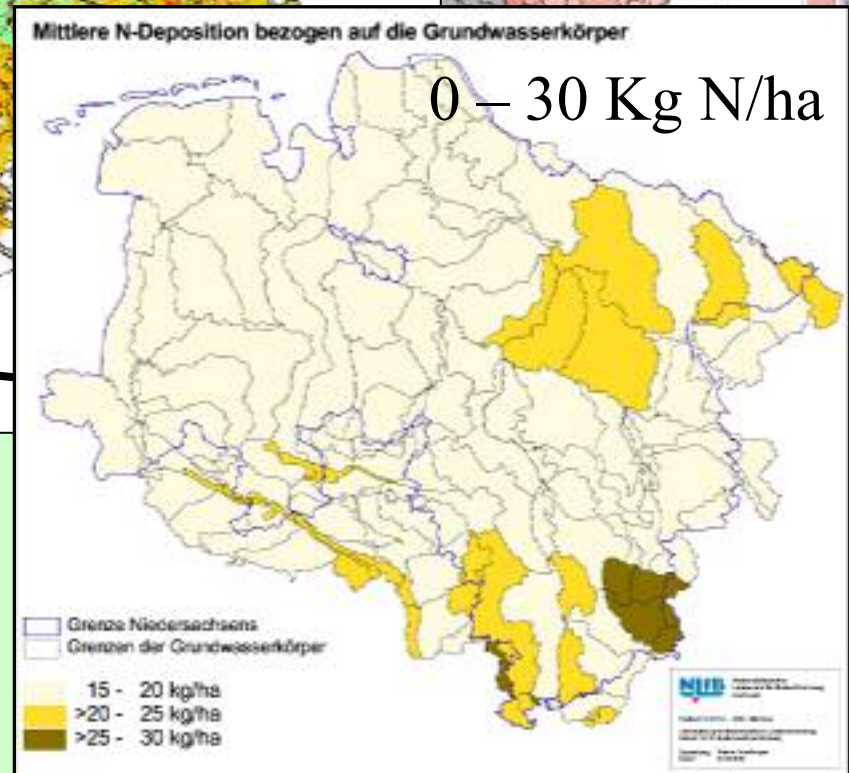 Mittlere N-Deposition bezogen auf die Grundwasserkörper
0 – 30 Kg N/ha
Grenze Niedersachsens
Grenzen der Grundwasserkörper
15 - 20 kg/ha
>20 - 25 kg/ha
>25 - 30 kg/ha